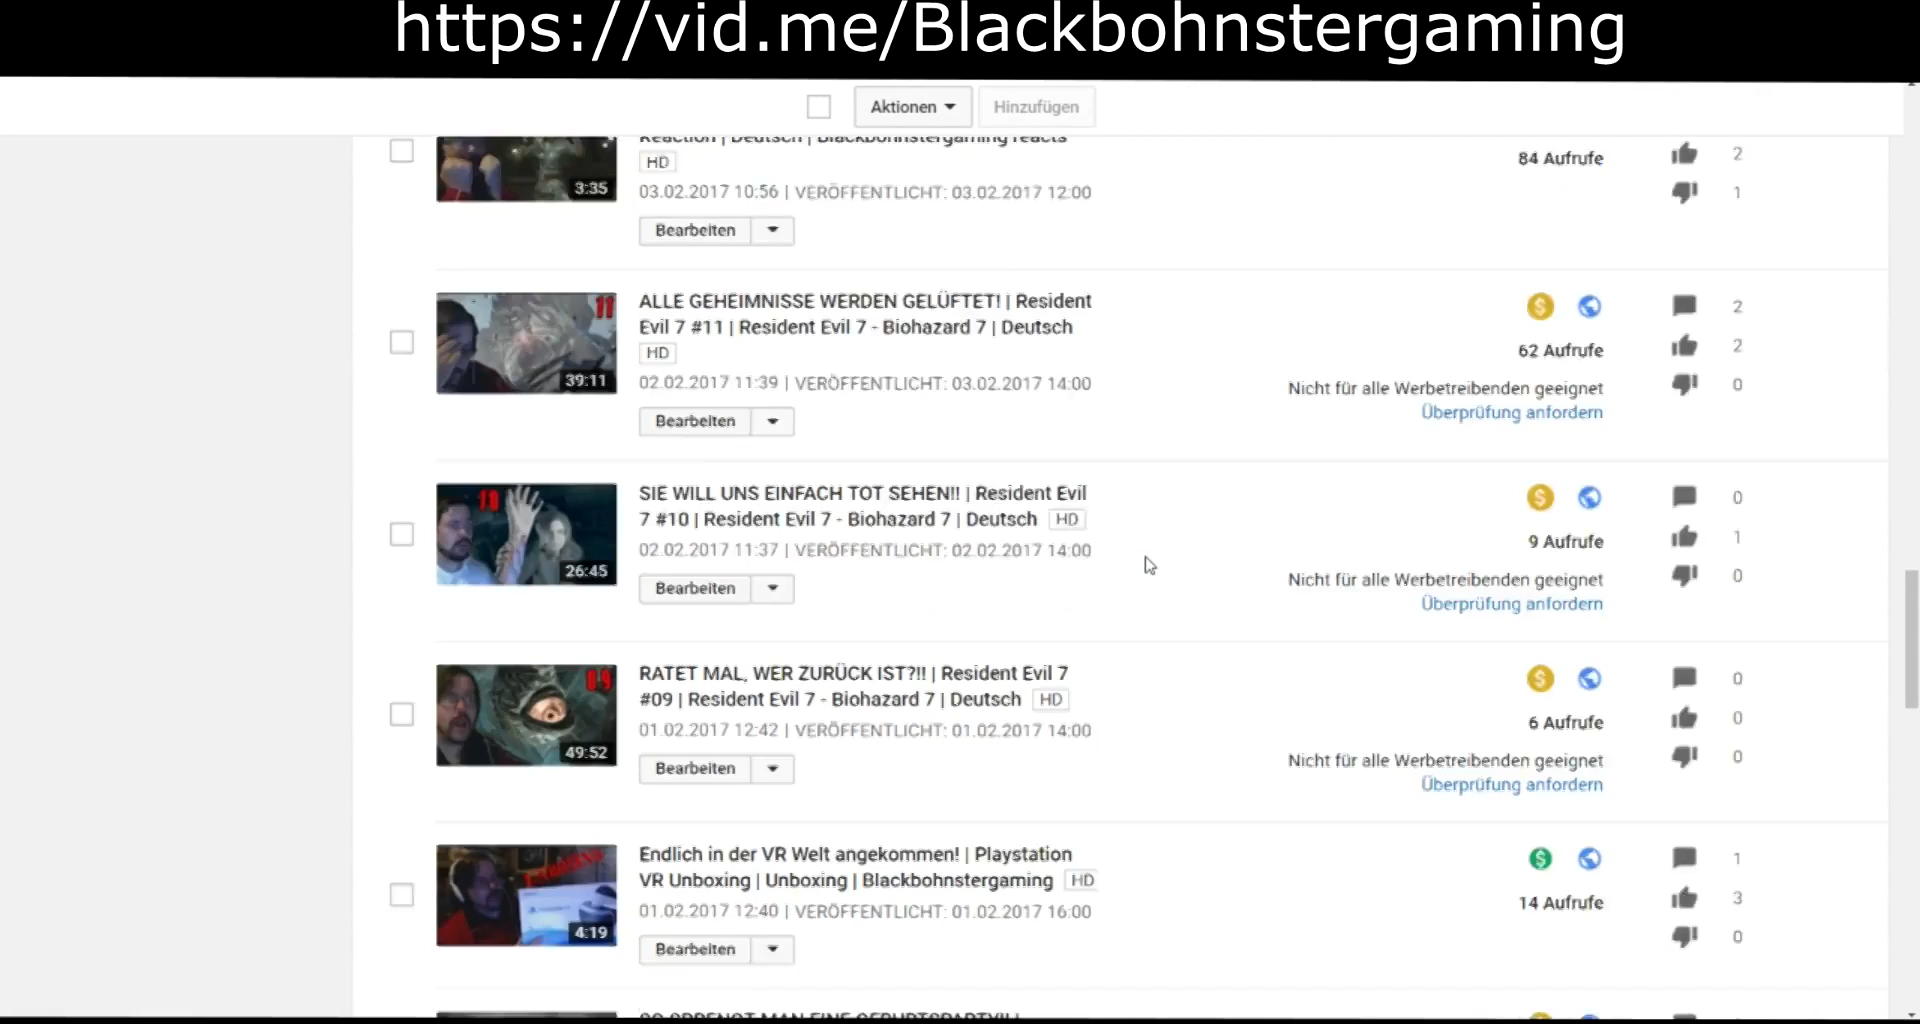 https://vid.me/Blackbohnstergaming
Aktionen Hinzufügen
Reaction | Deutsch | Blackbohnstergaming reacts
HD
3:35
03.02.2017 10:56 | VERÖFFENTLICHT: 03.02.2017 12:00
Bearbeiten
84 Aufrufe
2
1
ALLE GEHEIMNISSE WERDEN GELÜFTET! | Resident
Evil 7 #11 | Resident Evil 7 - Biohazard 7 | Deutsch
HD
11
39:11
02.02.2017 11:39 | VERÖFFENTLICHT: 03.02.2017 14:00
Bearbeiten
62 Aufrufe
Nicht für alle Werbetreibenden geeignet
Überprüfung anfordern
2
2
0
SIE WILL UNS EINFACH TOT SEHEN!! | Resident Evil
7 #10 | Resident Evil 7 - Biohazard 7 | Deutsch HD
10
26:45
02.02.2017 11:37 | VERÖFFENTLICHT: 02.02.2017 14:00
Bearbeiten
9 Aufrufe
Nicht für alle Werbetreibenden geeignet
Überprüfung anfordern
0
1
0
RATET MAL, WER ZURÜCK IST?!! | Resident Evil 7
#09 | Resident Evil 7 - Biohazard 7 | Deutsch HD
09
49:52
01.02.2017 12:42 | VERÖFFENTLICHT: 01.02.2017 14:00
Bearbeiten
6 Aufrufe
Nicht für alle Werbetreibenden geeignet
Überprüfung anfordern
0
0
0
Endlich in der VR Welt angekommen! | Playstation
VR Unboxing | Unboxing | Blackbohnstergaming HD
4:19
01.02.2017 12:40 | VERÖFFENTLICHT: 01.02.2017 16:00
Bearbeiten
14 Aufrufe
1
3
0